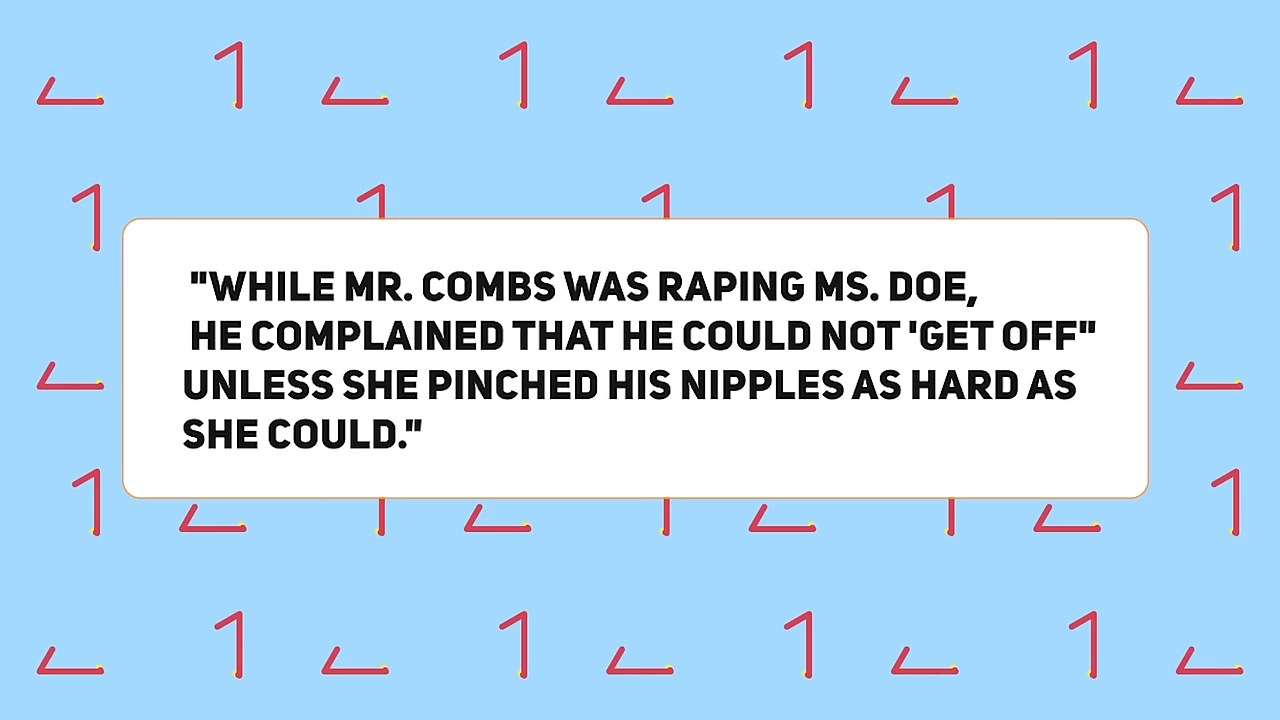 "WHILE MR. COMBS WAS RAPING MS. DOE,
HE COMPLAINED THAT HE COULD NOT 'GET OFF"
UNLESS SHE PINCHED HIS NIPPLES AS HARD AS
SHE COULD."